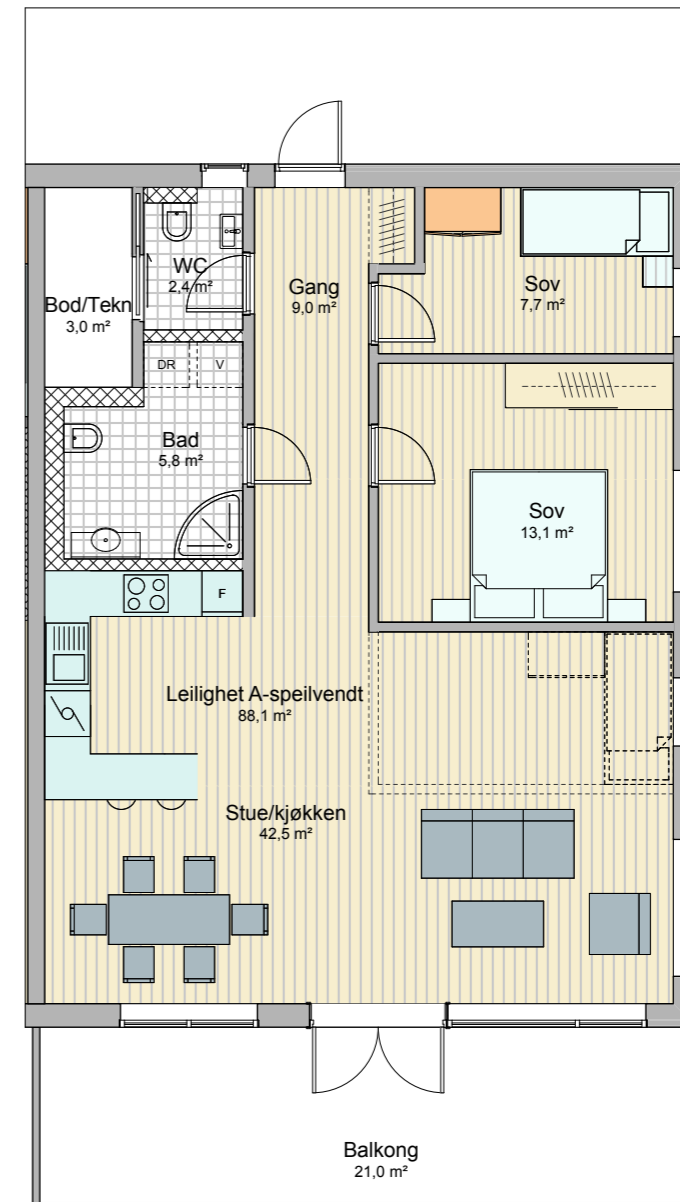 WC
2,4 m²
Bod/Tekn
3,0 m²
Gang
9,0 m²
Sov
7,7 m²
DR
V
Bad
5,8 m²
Sov
13,1 m²
F
Leilighet A-speilvendt
88,1 m²
Stue/kjøkken
42,5 m²
Balkong
21,0 m²